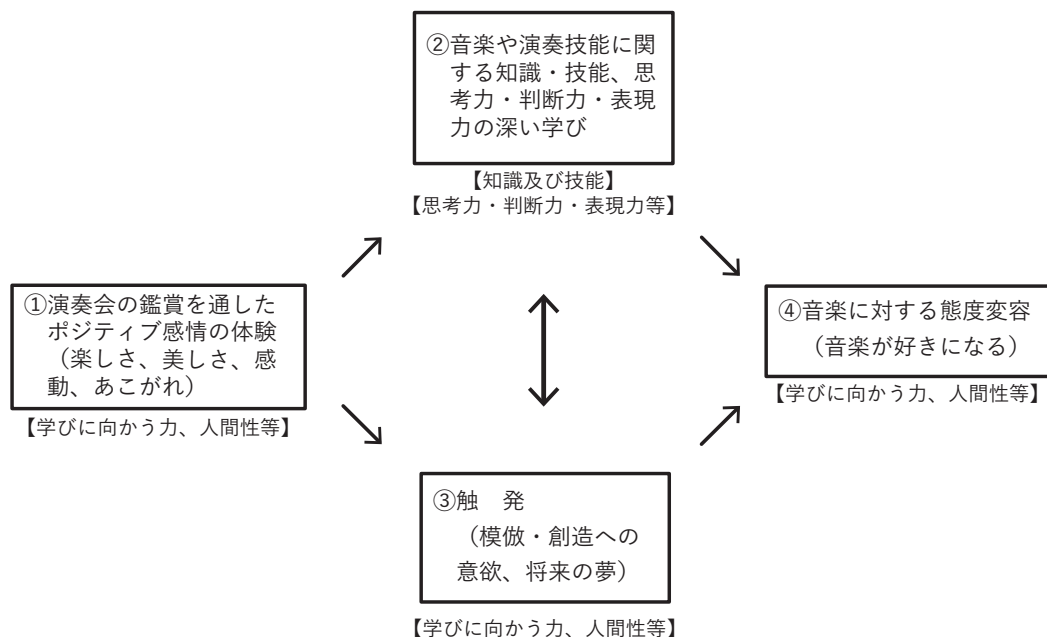 ②音楽や演奏技能に関
する知識・技能、思
考力・判断力・表現
力の深い学び
【知識及び技能】
【思考力・判断力・表現力等】
①演奏会の鑑賞を通した
ポジティブ感情の体験
（楽しさ、美しさ、感
動、あこがれ）
【学びに向かう力、人間性等】
④音楽に対する態度変容
（音楽が好きになる）
【学びに向かう力、人間性等】
③触　発
（模倣・創造への
意欲、将来の夢）
【学びに向かう力、人間性等】